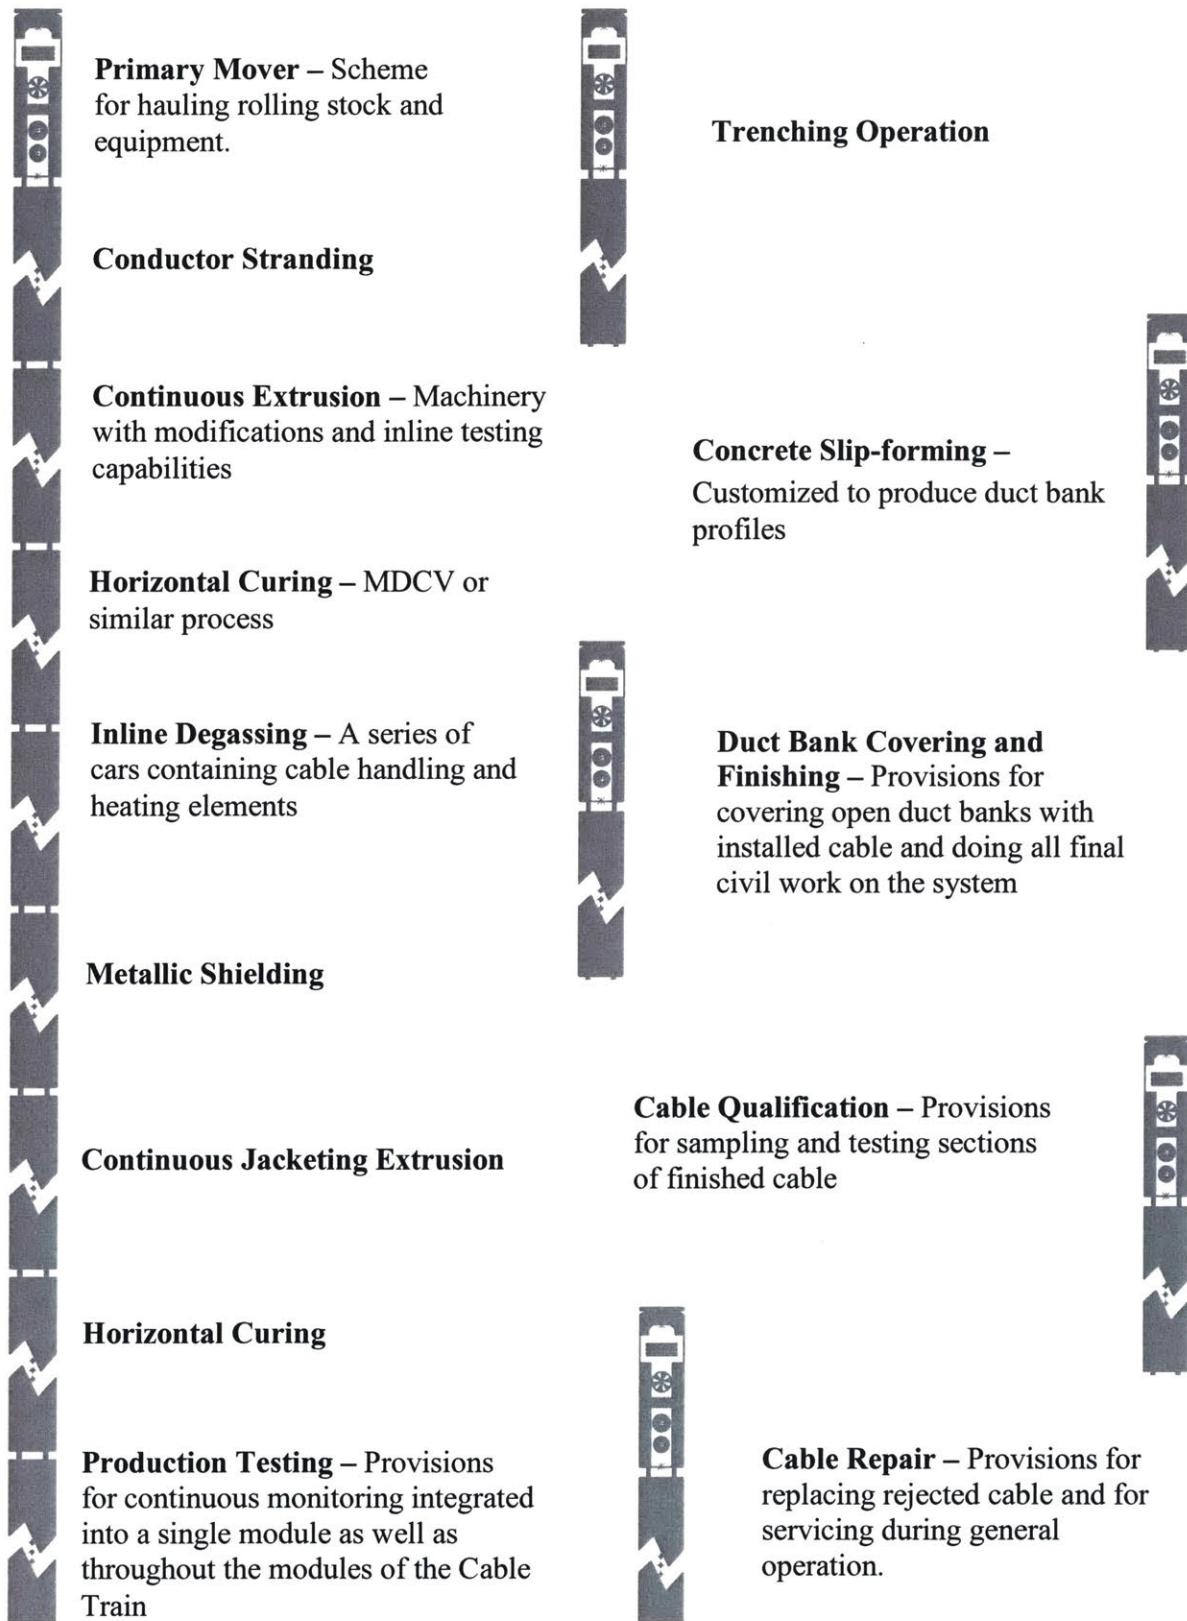 Primary Mover – Scheme
for hauling rolling stock and
equipment.
Conductor Stranding
Continuous Extrusion – Machinery
with modifications and inline testing
capabilities
Horizontal Curing – MDCV or
similar process
Inline Degassing – A series of
cars containing cable handling and
heating elements
Metallic Shielding
Continuous Jacketing Extrusion
Horizontal Curing
Production Testing – Provisions
for continuous monitoring integrated
into a single module as well as
throughout the modules of the Cable
Train
Trenching Operation
Concrete Slip-forming –
Customized to produce duct bank
profiles
Duct Bank Covering and
Finishing – Provisions for
covering open duct banks with
installed cable and doing all final
civil work on the system
Cable Qualification – Provisions
for sampling and testing sections
of finished cable
Cable Repair – Provisions for
replacing rejected cable and for
servicing during general
operation.